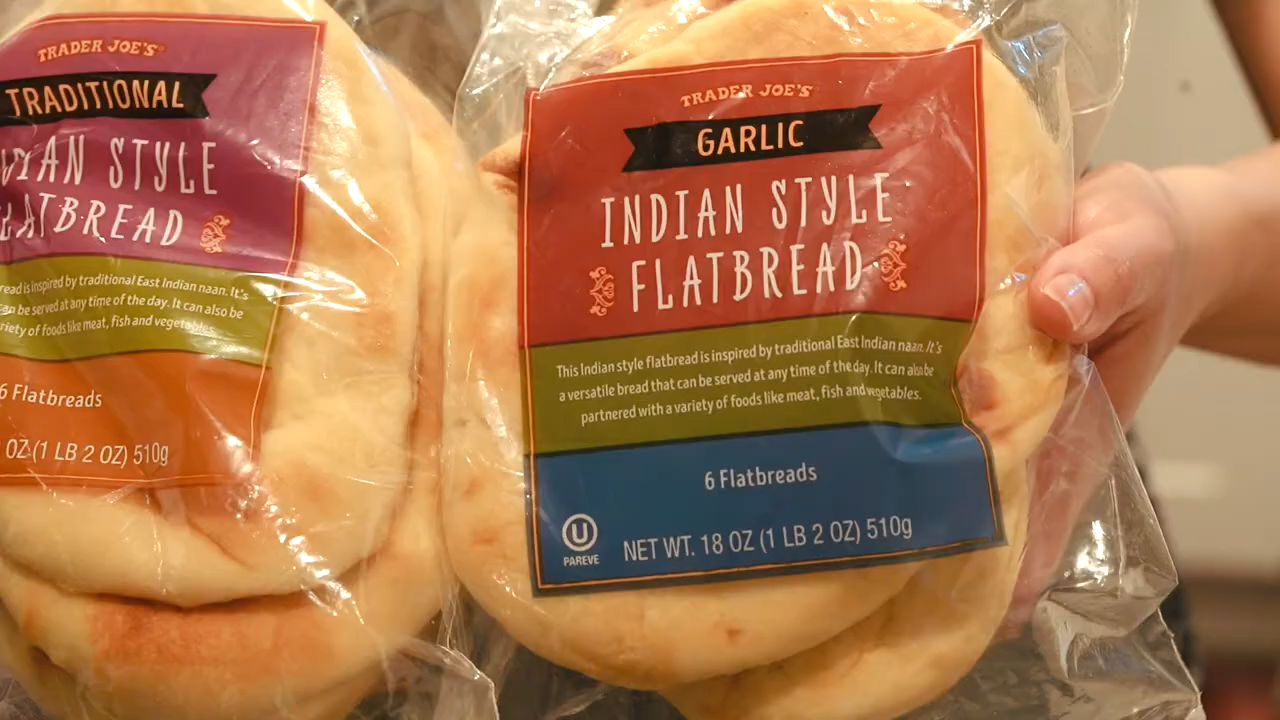 TRADER JOE'S
TRADITIONAL
STYLE
read is inspired by traditional East Indian naan. It's
be served at any time of the day. It can also be
of foods like meat, fish and vegetables.
6 Flatbreads
OZ (1 LB 2 OZ) 510g
TRADER JOE'S
GARLIC
INDIAN STYLE
FLATBREAD
This Indian style flatbread is inspired by traditional East Indian naan. It's
a versatile bread that can be served at any time of the day. It can also be
partnered with a variety of foods like meat, fish and vegetables.
6 Flatbreads
U
PAREVE
NET WT. 18 OZ (1 LB 2 OZ) 510g